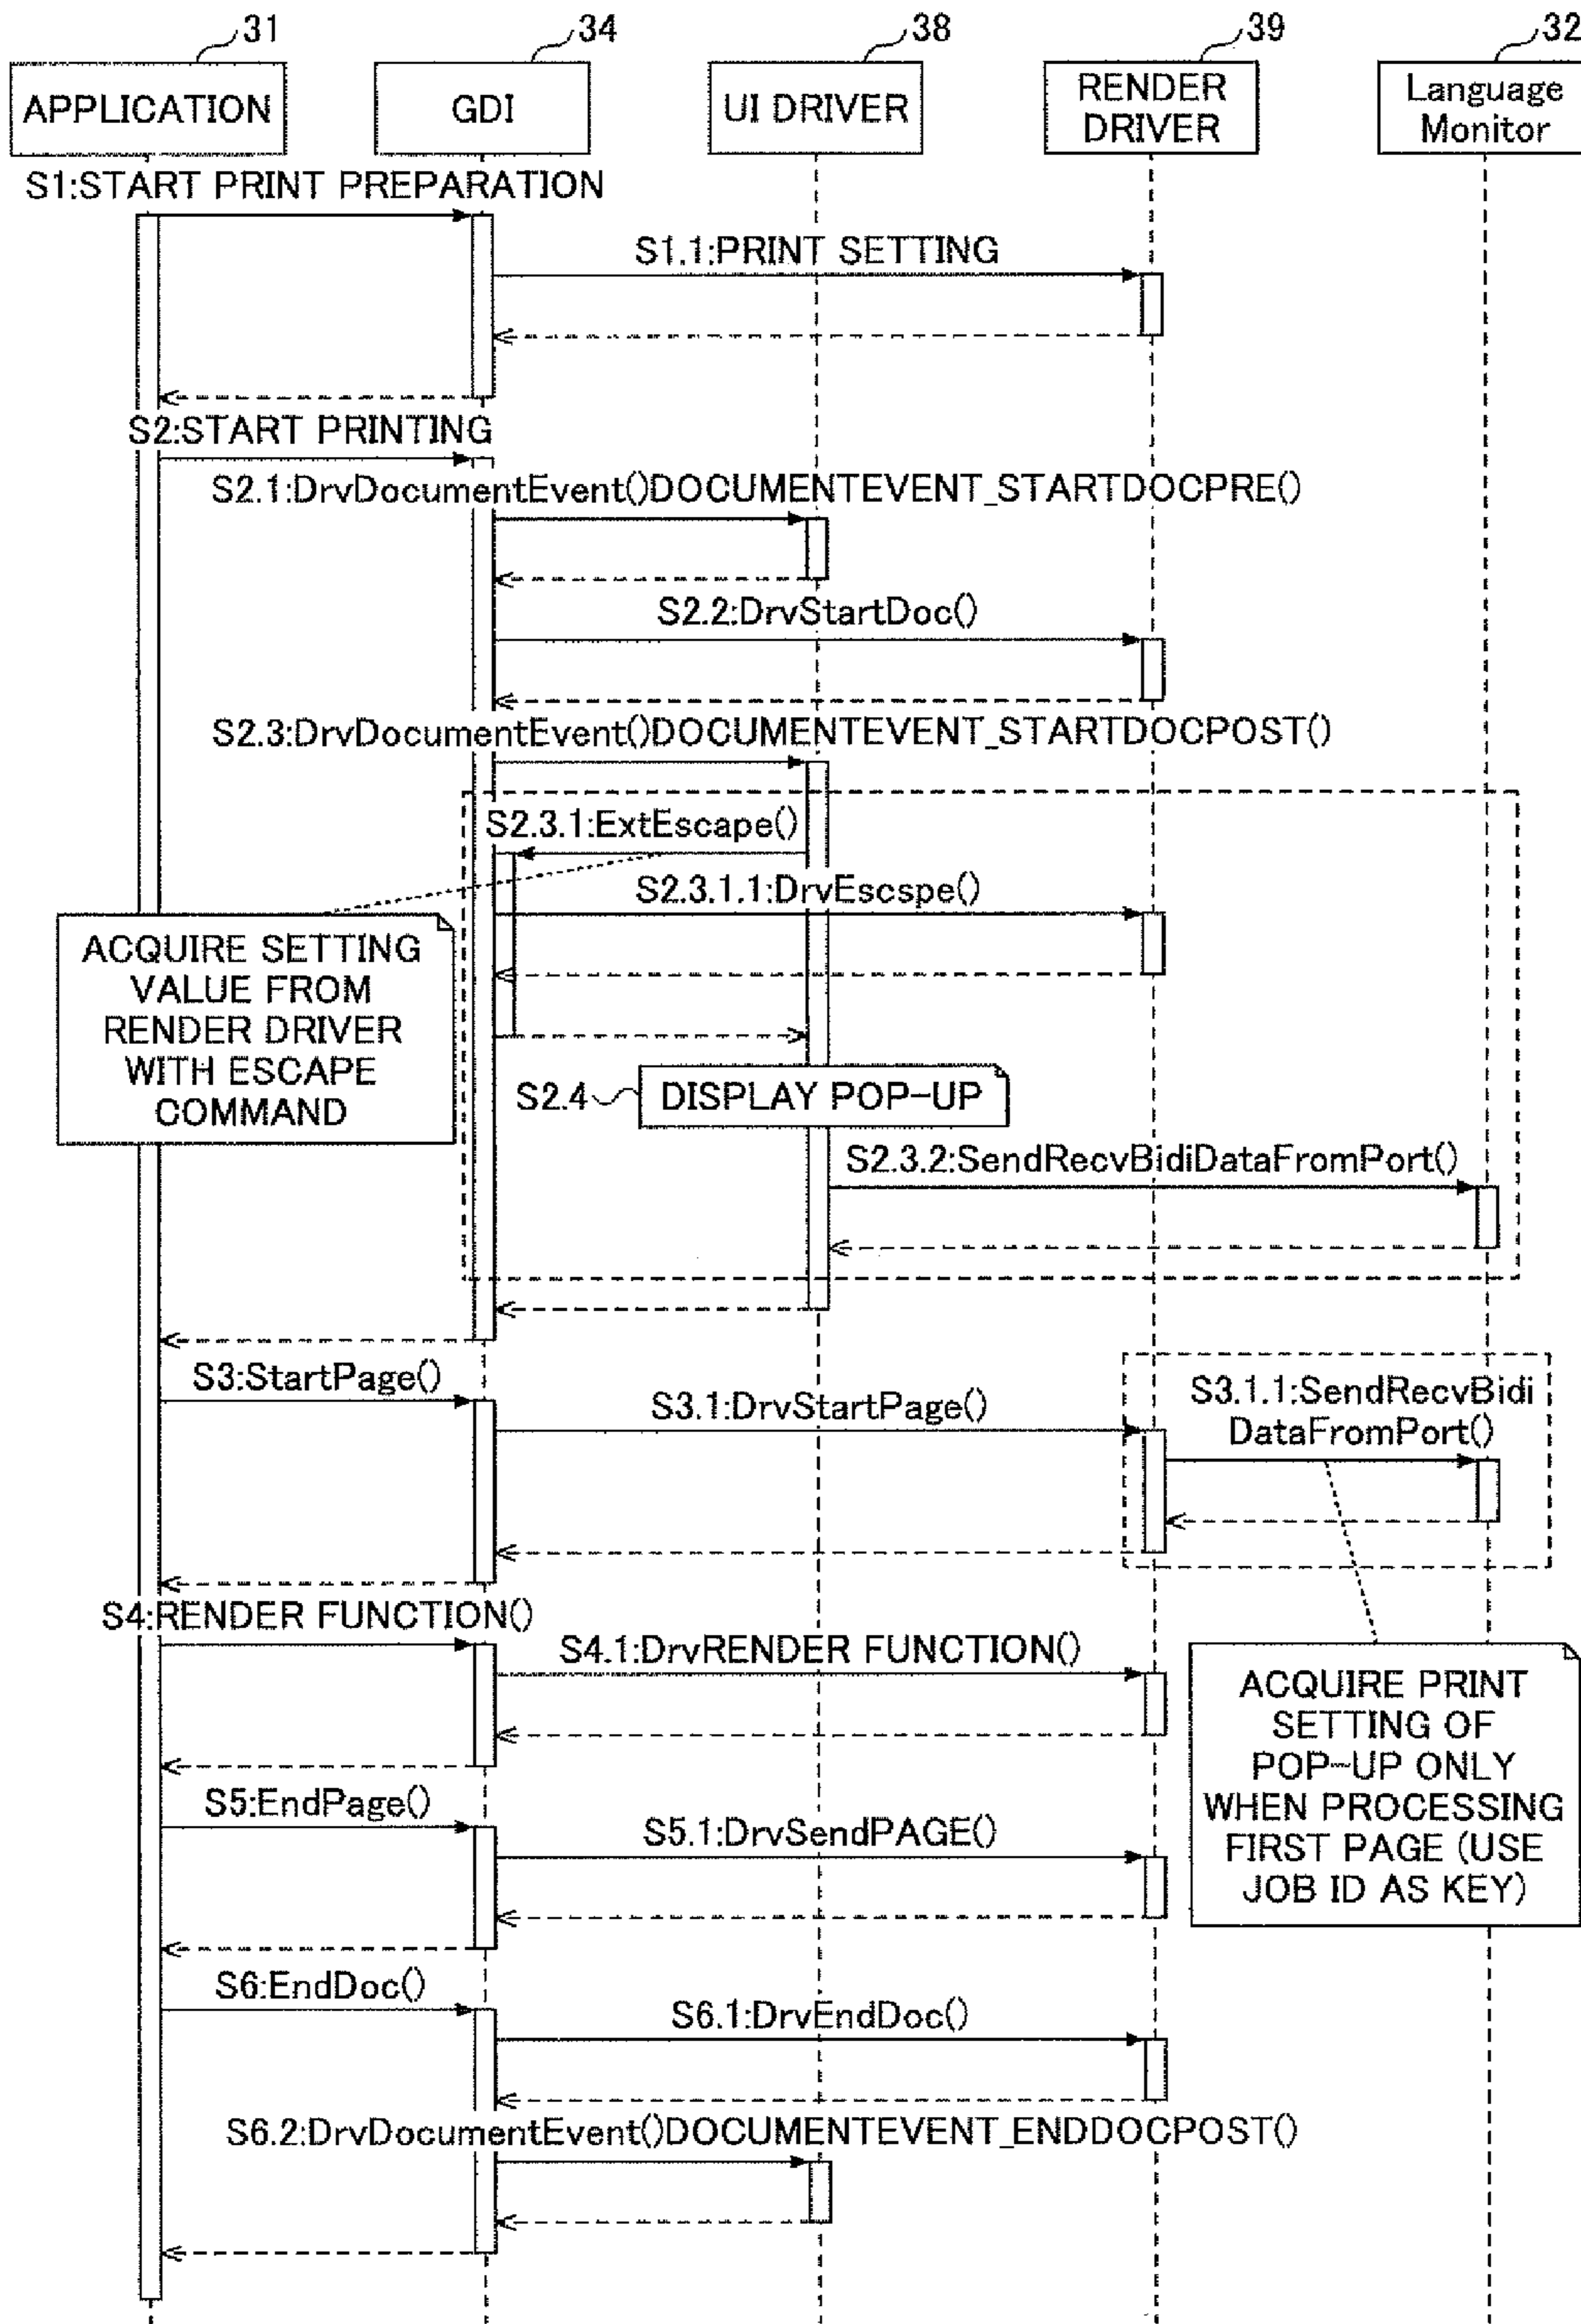 31
34
38
39
32
APPLICATION
GDI
UI DRIVER
RENDER
DRIVER
Language
Monitor
S1:START PRINT PREPARATION
S1.1:PRINT SETTING
S2:START PRINTING
S2.1:DrvDocumentEvent()DOCUMENTEVENT_STARTDOCPRE()
S2.2:DrvStartDoc()
S2.3:DrvDocumentEvent()DOCUMENTEVENT_STARTDOCPOST()
S2.3.1:ExtEscape()
S2.3.1.1:DrvEscspe()
ACQUIRE SETTING
VALUE FROM
RENDER DRIVER
WITH ESCAPE
COMMAND
S2.4
DISPLAY POP-UP
S2.3.2:SendRecvBidiDataFromPort()
S3:StartPage()
S3.1:DrvStartPage()
S3.1.1:SendRecvBidi
DataFromPort()
S4:RENDER FUNCTION()
S4.1:DrvRENDER FUNCTION()
ACQUIRE PRINT
SETTING OF
POP-UP ONLY
WHEN PROCESSING
FIRST PAGE (USE
JOB ID AS KEY)
S5:EndPage()
S5.1:DrvSendPAGE()
S6:EndDoc()
S6.1:DrvEndDoc()
S6.2:DrvDocumentEvent()DOCUMENTEVENT_ENDDOCPOST()